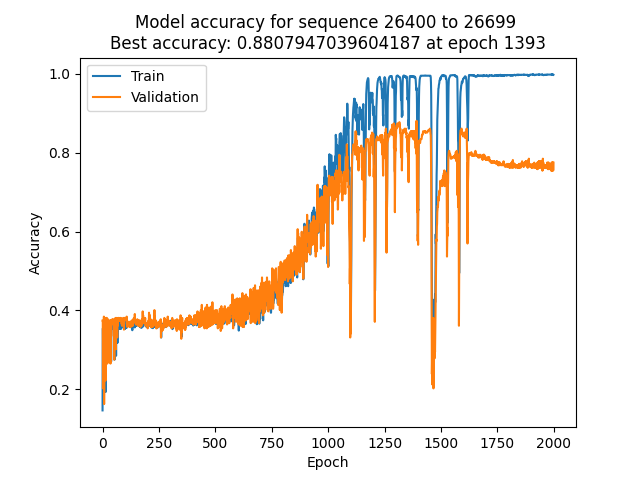 Model accuracy for sequence 26400 to 26699
Best accuracy: 0.8807947039604187 at epoch 1393
Train
Validation
1.0
0.8
0.6
0.4
0.2
Accuracy
0 250 500 750 1000 1250 1500 1750 2000
Epoch